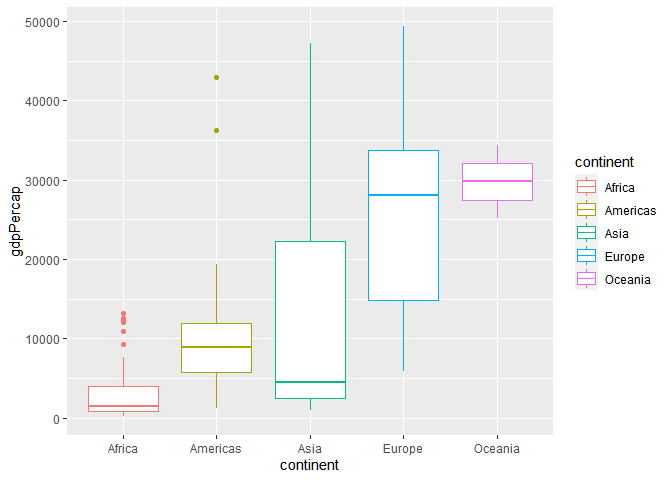 50000
40000
30000
20000
10000
0
gdpPercap
Africa
Americas
Asia
Europe
Oceania
continent
continent
Africa
Americas
Asia
Europe
Oceania